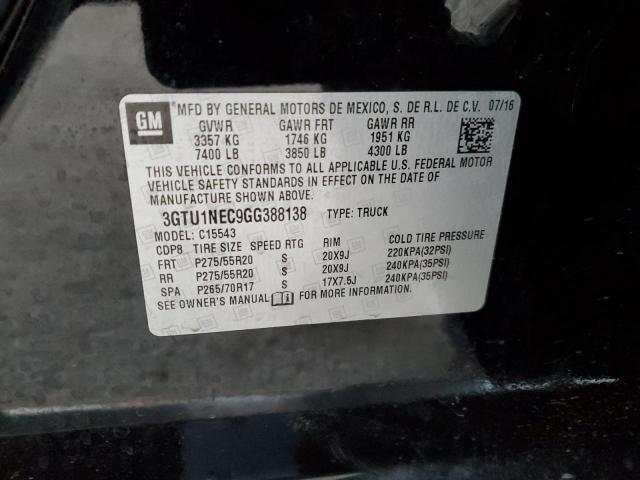 GM MFD BY GENERAL MOTORS DE MEXICO, S. DE R.L. DE C.V. 07/16
GVWR GAWR FRT GAWR RR
3357 KG 1746 KG 1951 KG
7400 LB 3850 LB 4300 LB
THIS VEHICLE CONFORMS TO ALL APPLICABLE U.S. FEDERAL MOTOR
VEHICLE SAFETY STANDARDS IN EFFECT ON THE DATE OF
MANUFACTURE SHOWN ABOVE.
3GTU1NEC9GG388138 TYPE: TRUCK
MODEL: C15543
CDP8 TIRE SIZE SPEED RTG RIM COLD TIRE PRESSURE
FRT P275/55R20 S 20X9J 220KPA(32PSI)
RR P275/55R20 S 20X9J 240KPA(35PSI)
SPA P265/70R17 S 17X7.5J 240KPA(35PSI)
SEE OWNER'S MANUAL FOR MORE INFORMATION.